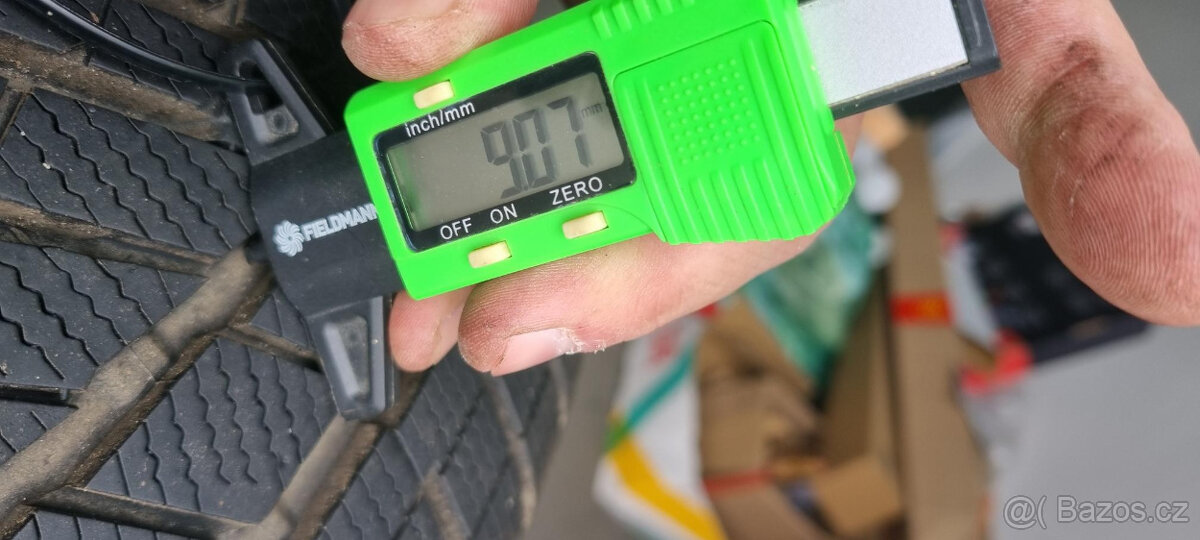 inch/mm
9.07 mm
OFF ON ZERO
FIELDMANN
@( Bazos.cz